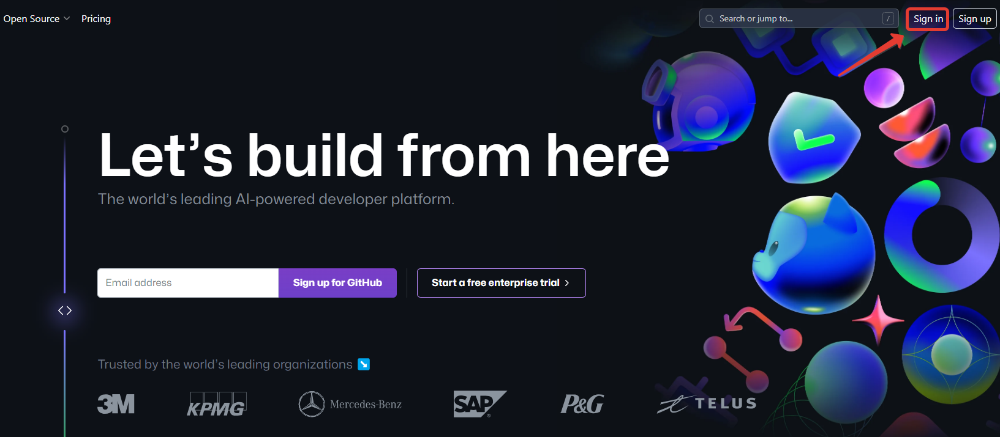 Open Source Pricing Search or jump to... / Sign in Sign up
Let’s build from here
The world’s leading AI-powered developer platform.
Email address Sign up for GitHub Start a free enterprise trial
Trusted by the world’s leading organizations
3M KPMG Mercedes-Benz SAP® P&G TELUS